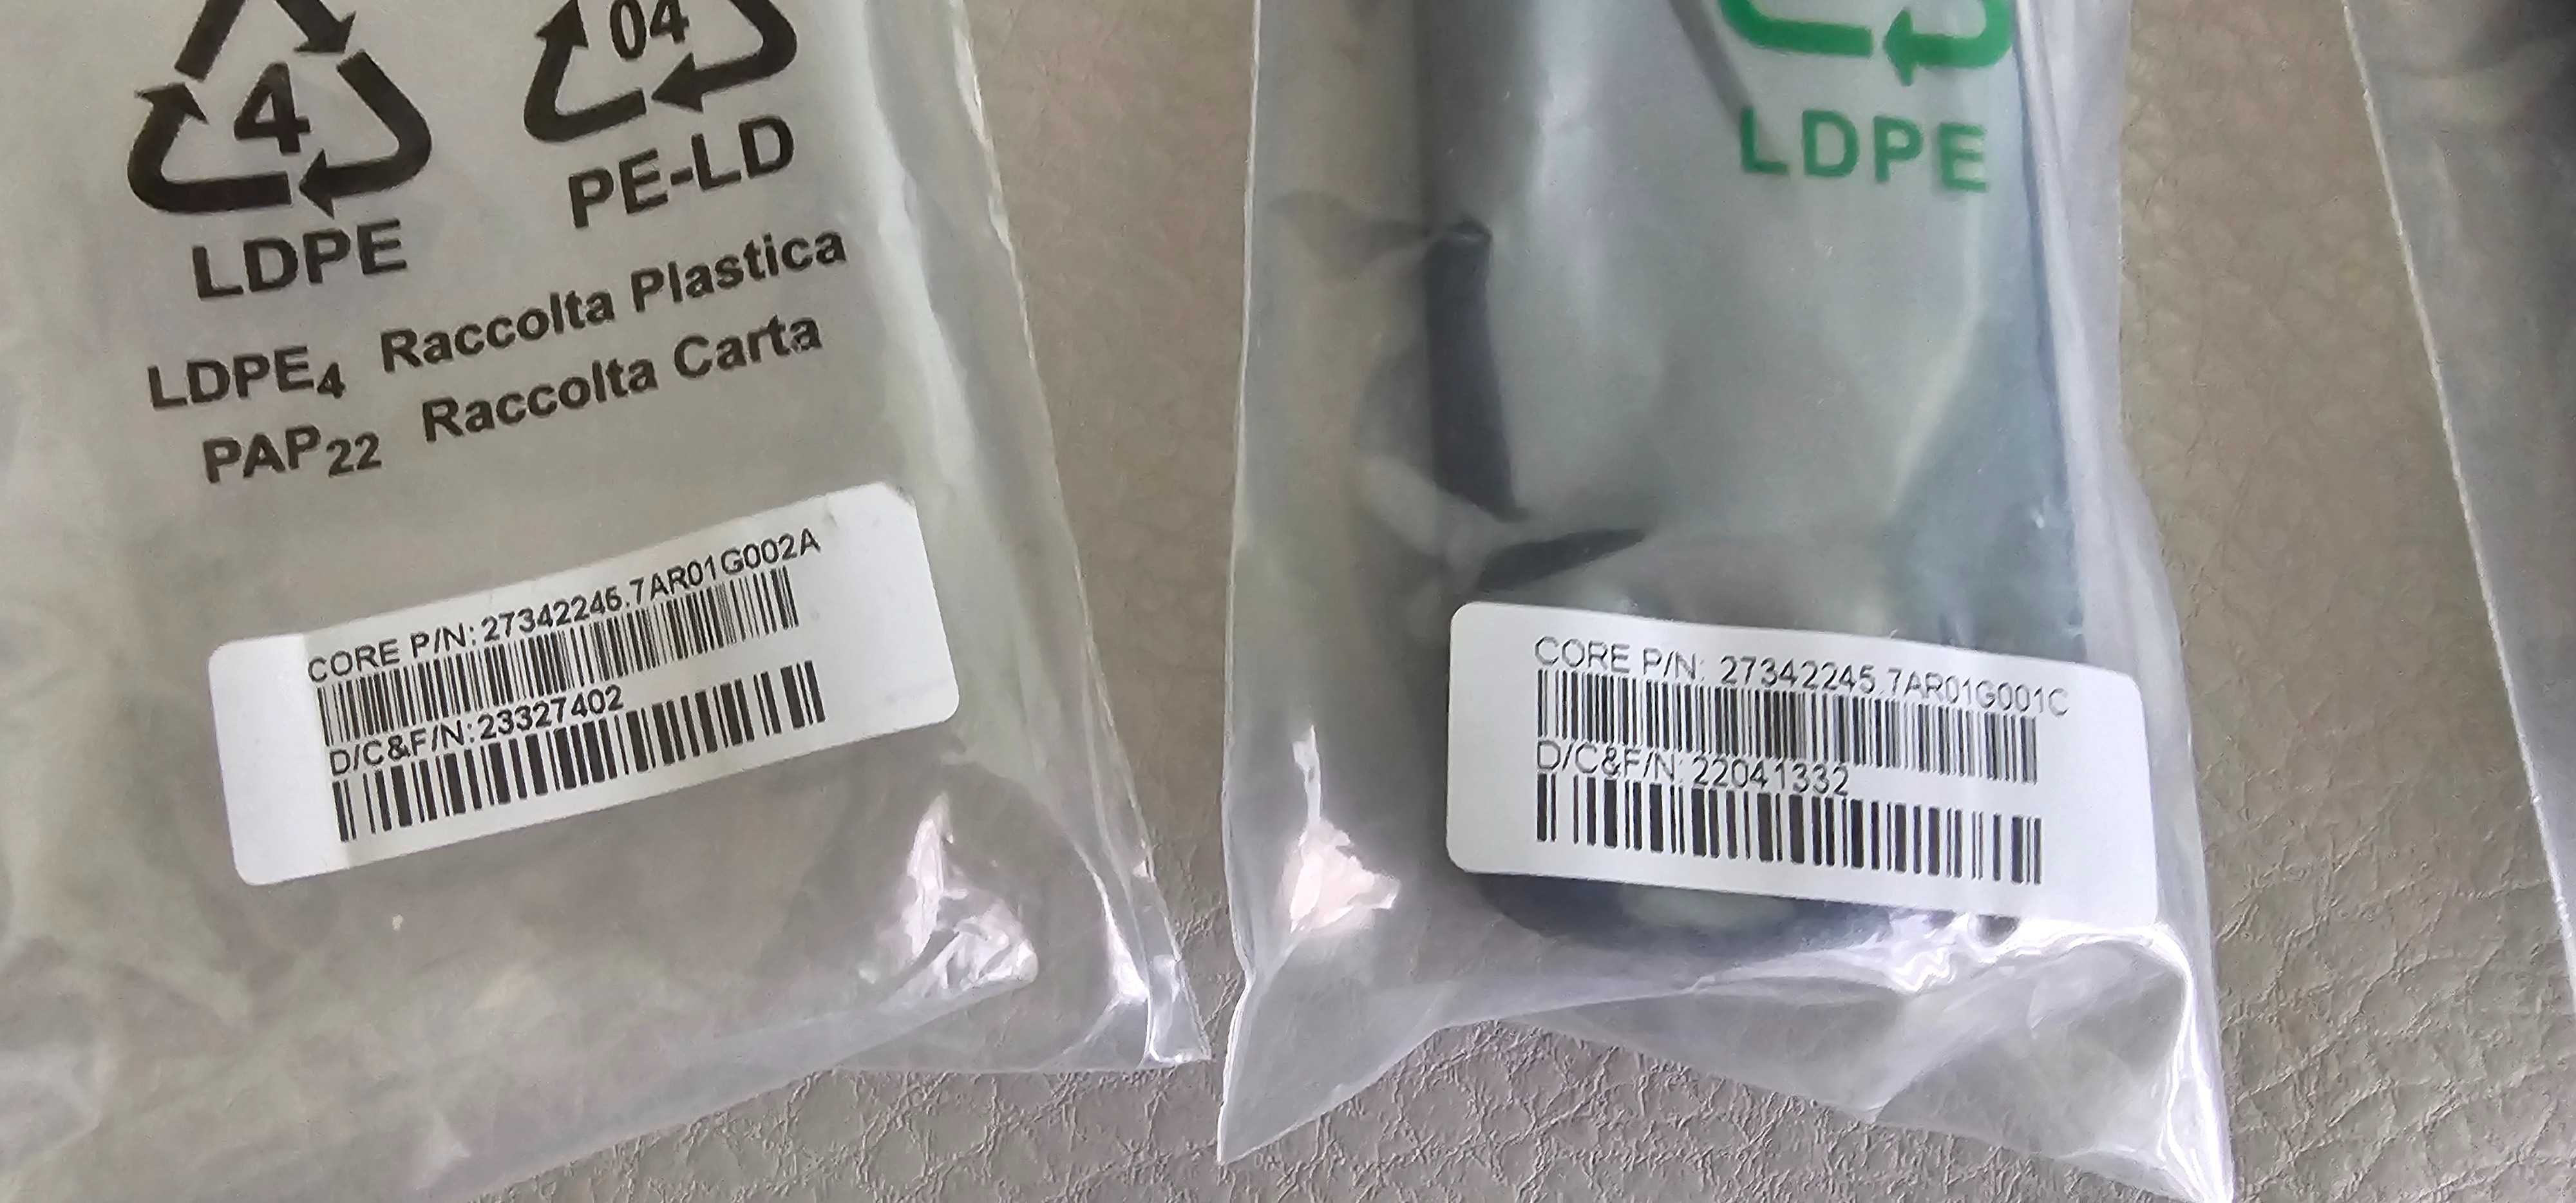 4
LDPE
04
PE-LD
LDPE4 Raccolta Plastica
PAP22 Raccolta Carta
CORE P/N: 27342245.7AR01G002A
D/C&F/N: 23327402
LDPE
CORE P/N: 27342245.7AR01G001C
D/C&F/N: 22041332